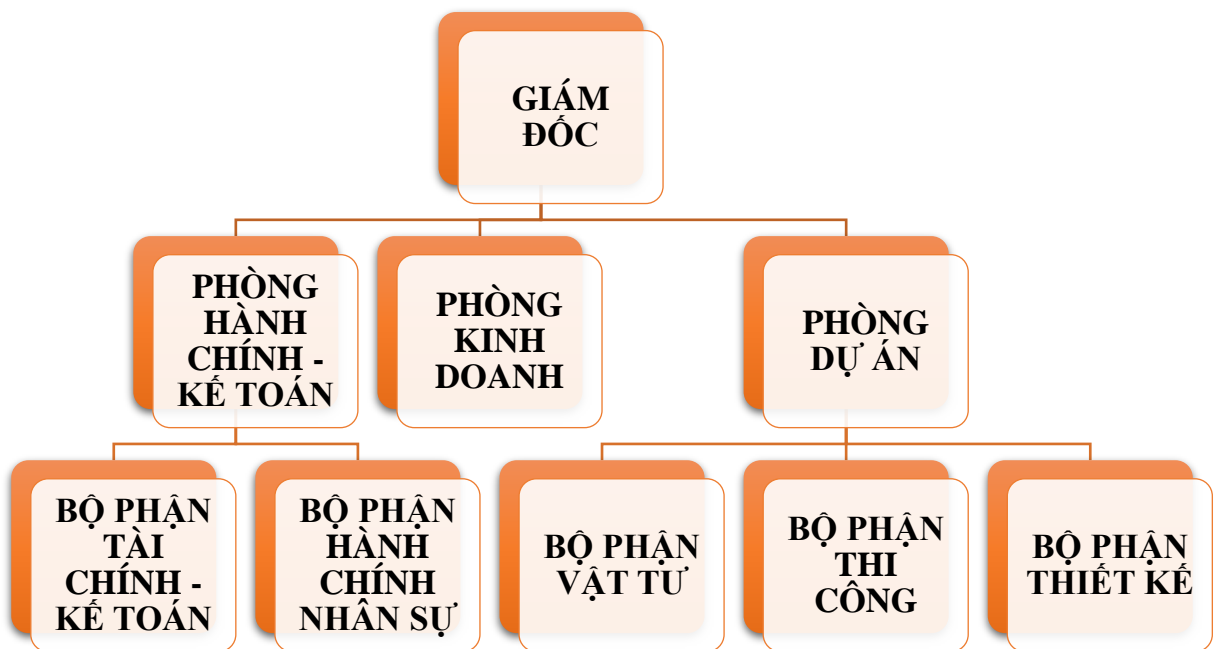 GIÁM
ĐỐC
PHÒNG
HÀNH
CHÍNH -
KẾ TOÁN
PHÒNG
KINH
DOANH
PHÒNG
DỰ ÁN
BỘ PHẬN
TÀI
CHÍNH -
KẾ TOÁN
BỘ PHẬN
HÀNH
CHÍNH
NHÂN SỰ
BỘ PHẬN
VẬT TƯ
BỘ PHẬN
THI
CÔNG
BỘ PHẬN
THIẾT KẾ